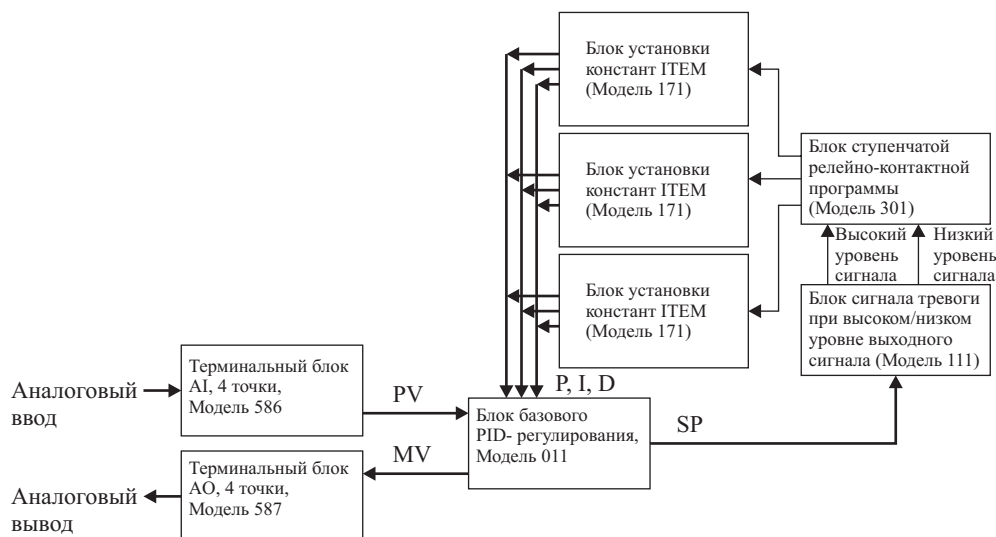 Блок установки
констант ITEM
(Модель 171)
Блок установки
констант ITEM
(Модель 171)
Блок установки
констант ITEM
(Модель 171)
Блок ступенчатой
релейно-контактной
программы
(Модель 301)
Высокий
уровень
сигнала
Низкий
уровень
сигнала
Блок сигнала тревоги
при высоком/низком
уровне выходного
сигнала (Модель 111)
Аналоговый
ввод
Терминальный блок
AI, 4 точки,
Модель 586
PV
P, I, D
Блок базового
PID- регулирования,
Модель 011
SP
MV
Терминальный блок
AO, 4 точки,
Модель 587
Аналоговый
вывод